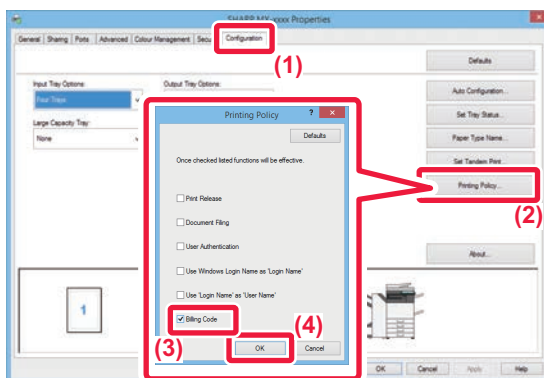 SHARP MX-xxxx Properties
General Sharing Ports Advanced Colour Management Secu Configuration
(1)
Defaults
Input Tray Options:
Output Tray Options:
Four Trays
Auto Configuration...
Large Capacity Tray:
None
Set Tray Status...
Paper Type Name...
Set Tandem Print...
Printing Policy...
(2)
About...
Printing Policy
?
Defaults
Once checked listed functions will be effective.
Print Release
Document Filing
User Authentication
Use Windows Login Name as 'Login Name'
Use 'Login Name' as 'User Name'
Billing Code
(3)
(4)
OK Cancel
1
OK Cancel Apply Help